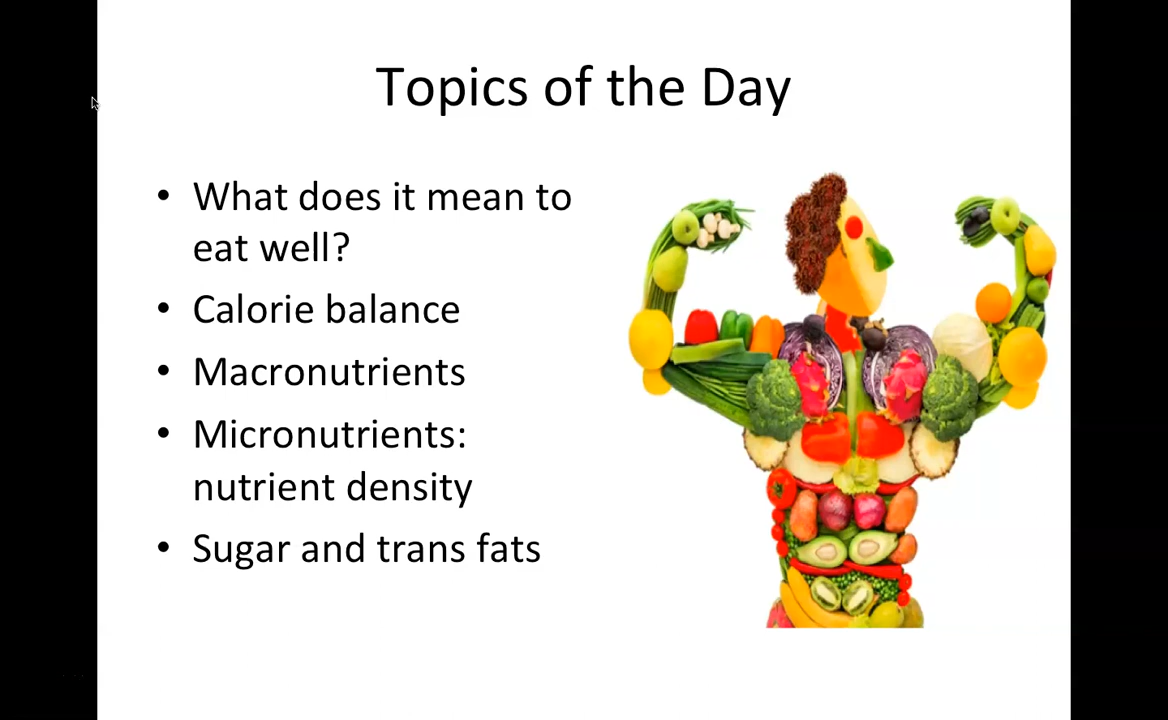 Topics of the Day
• What does it mean to
eat well?
• Calorie balance
• Macronutrients
• Micronutrients:
nutrient density
• Sugar and trans fats